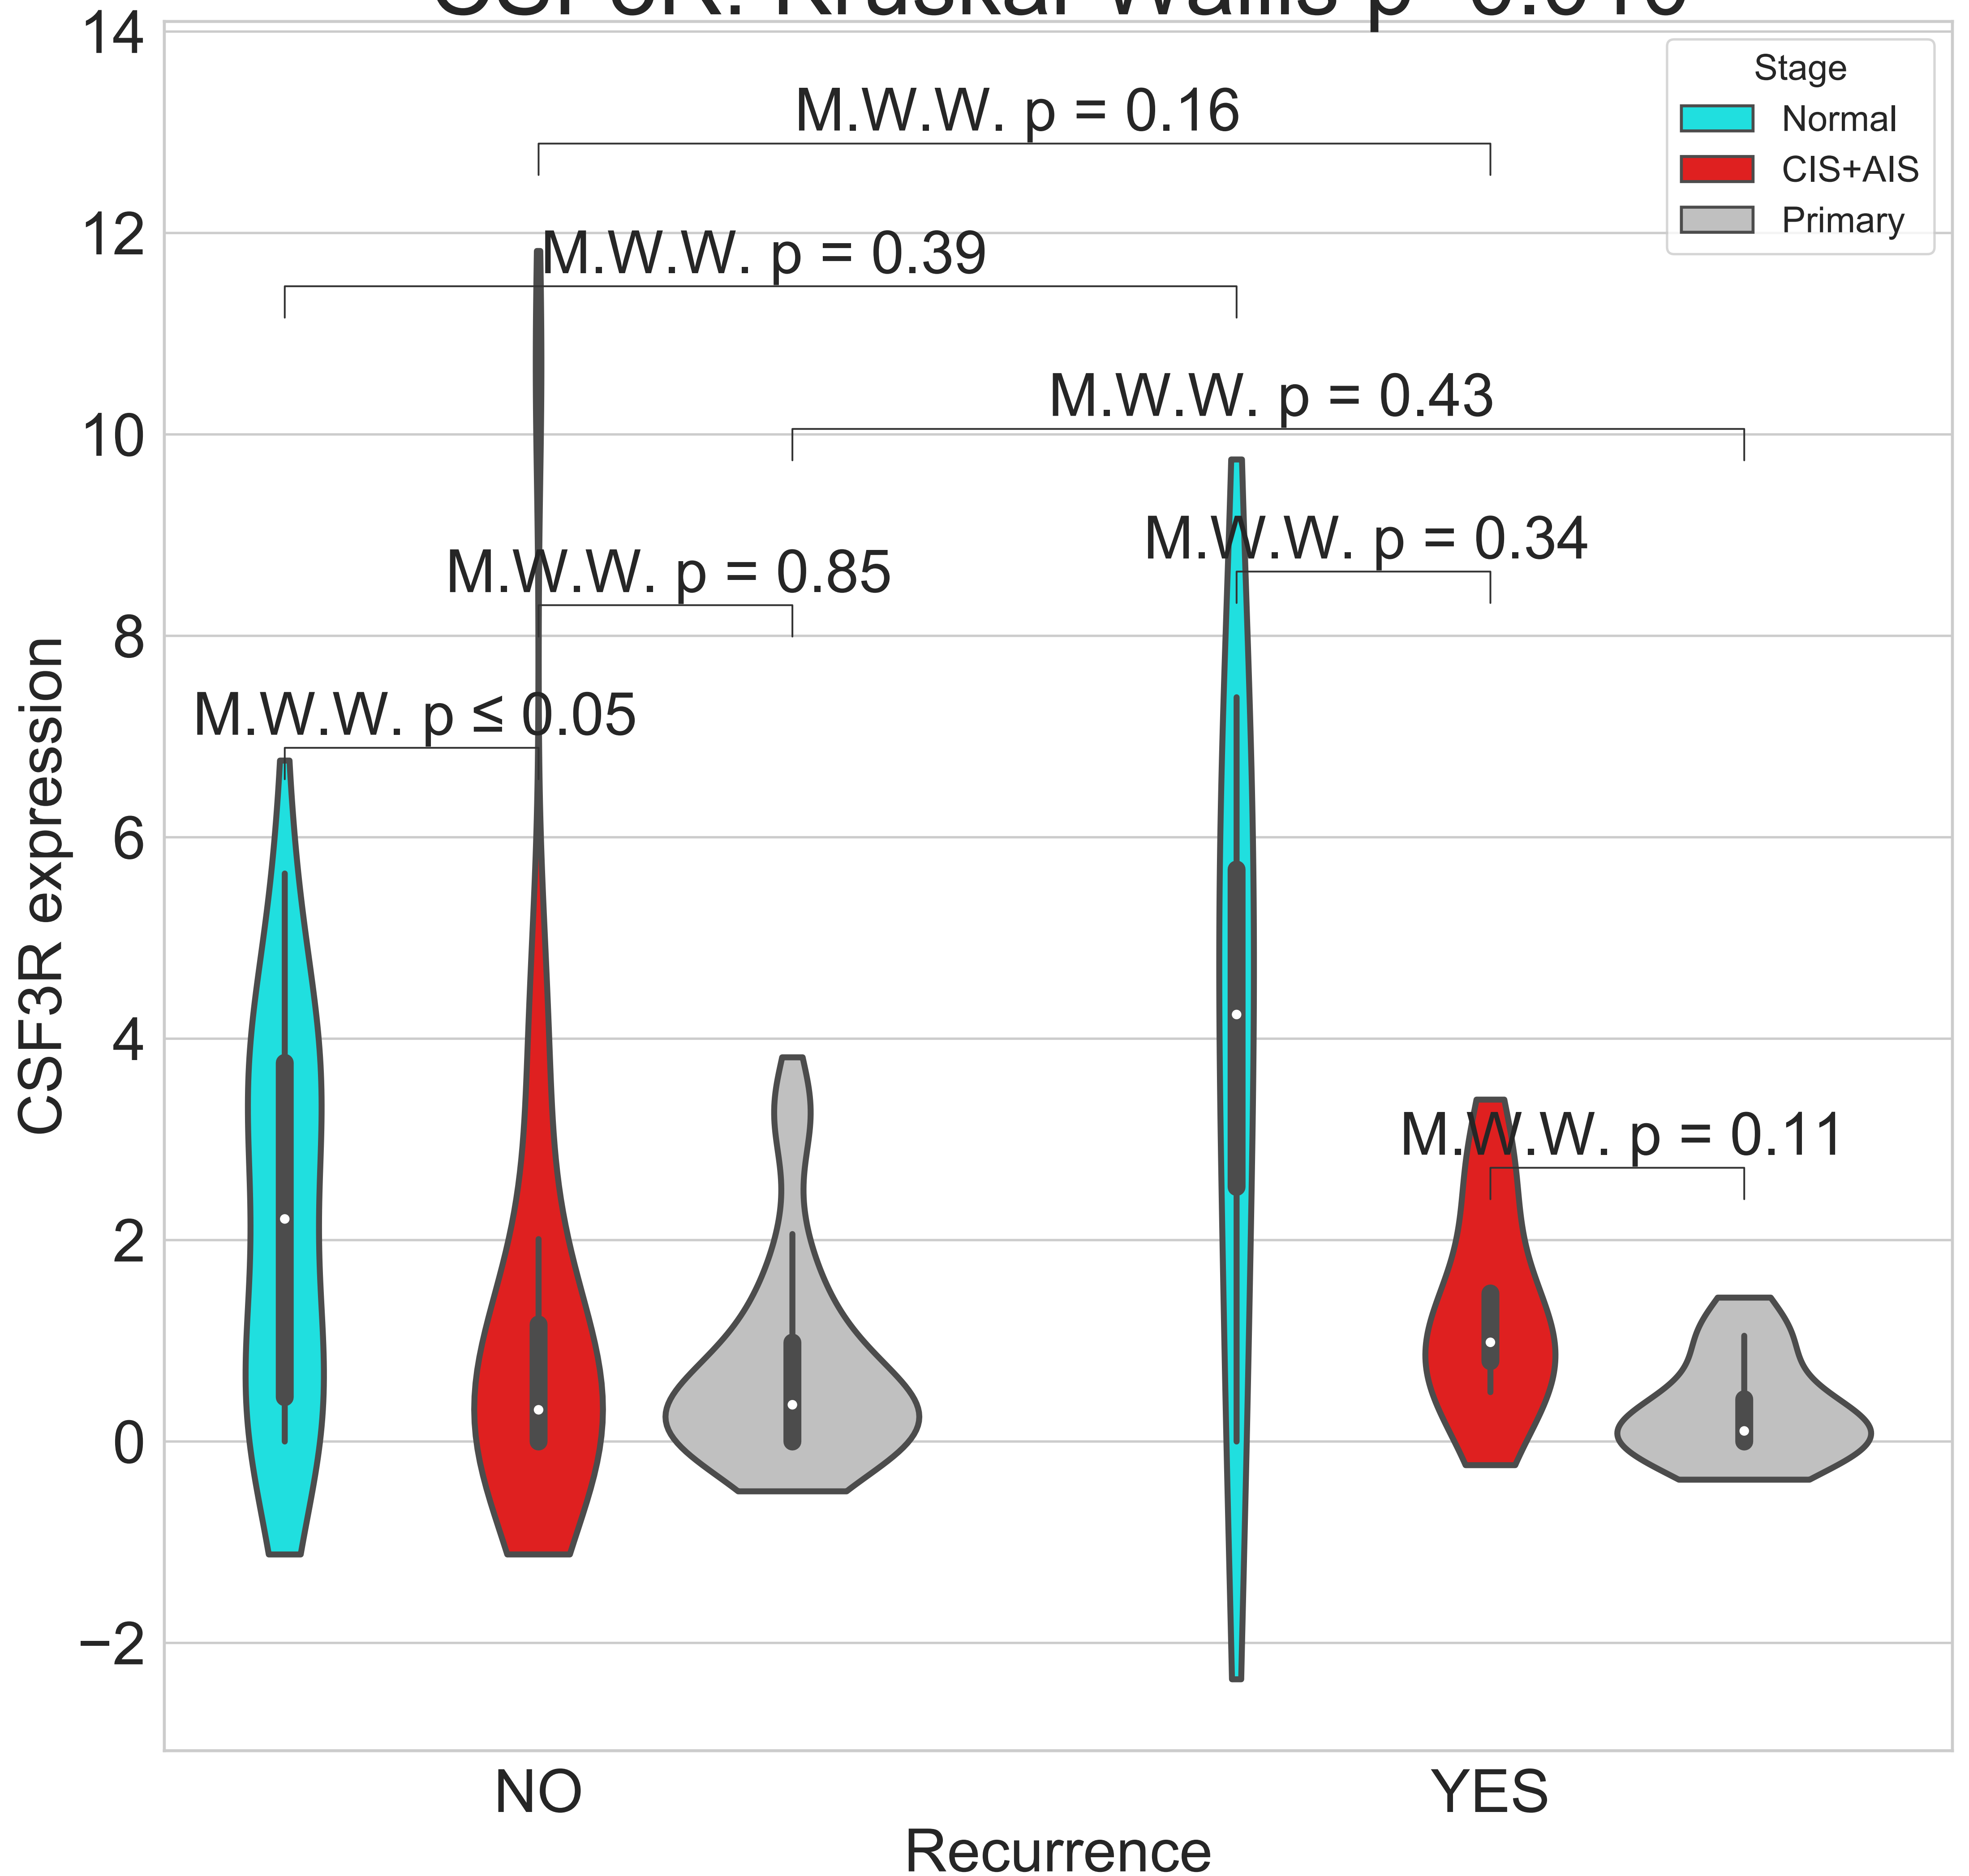 Stage
Normal
CIS+AIS
Primary
14
12
10
8
6
4
2
0
−2
CSF3R expression
M.W.W. p = 0.16
M.W.W. p = 0.39
M.W.W. p = 0.43
M.W.W. p = 0.34
M.W.W. p = 0.85
M.W.W. p ≤ 0.05
M.W.W. p = 0.11
NO
YES
Recurrence